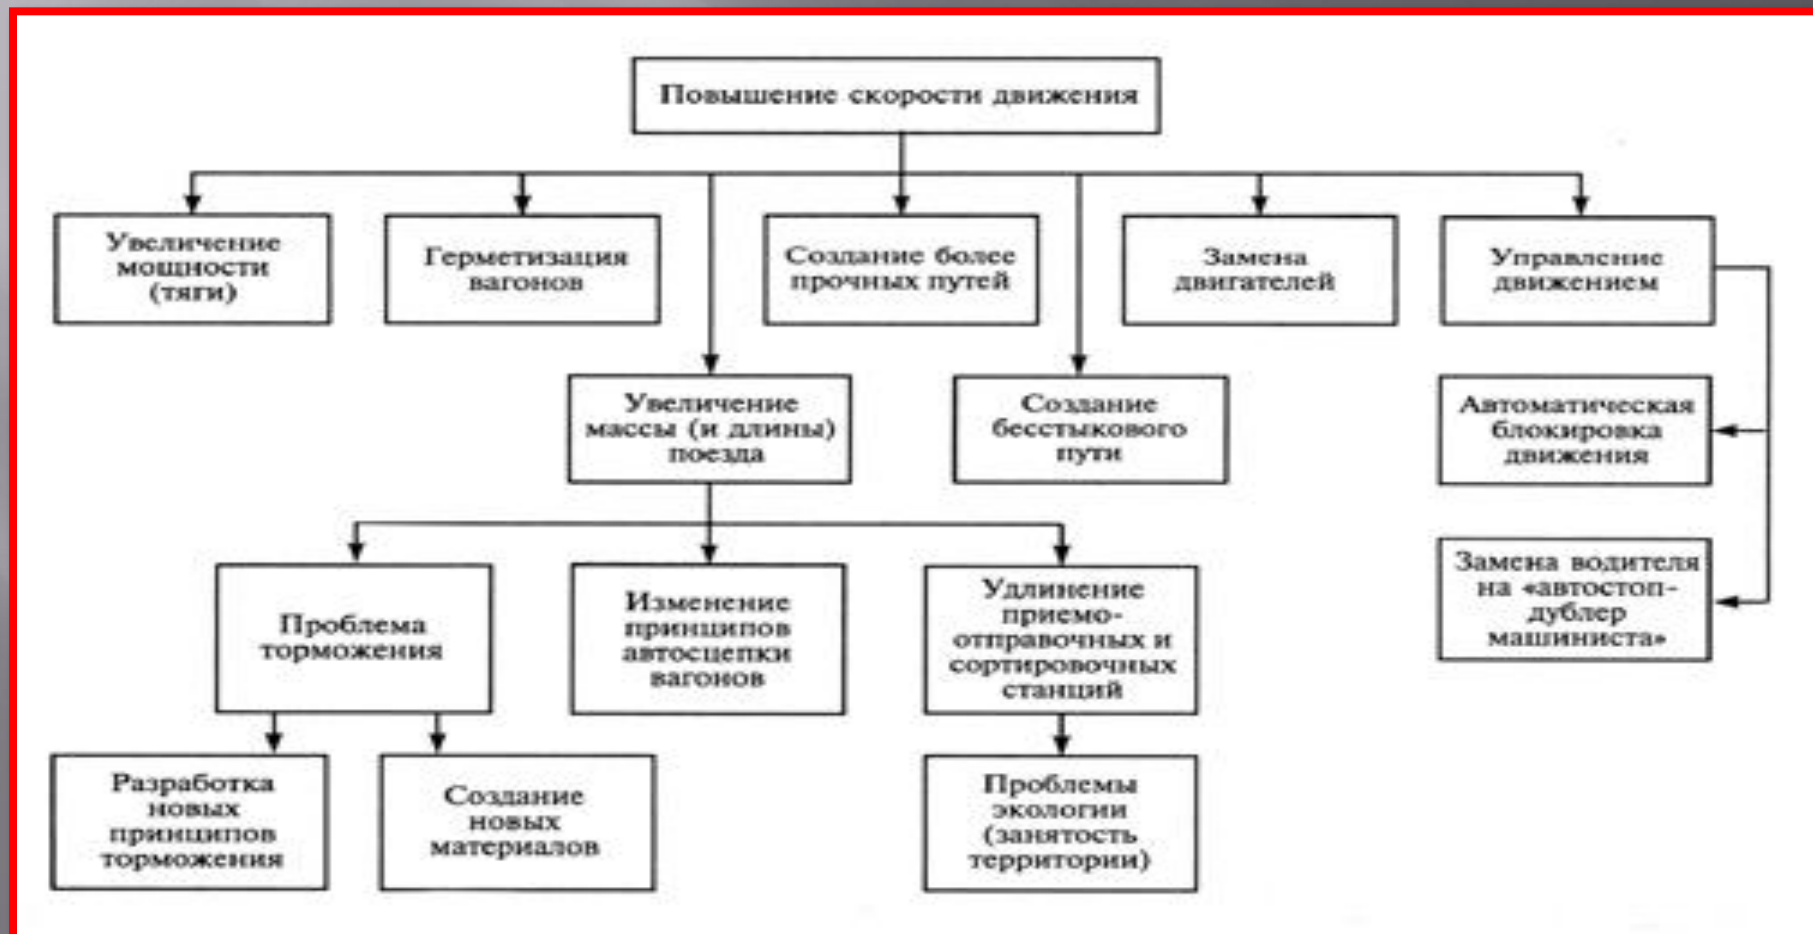 Повышение скорости движения
Увеличение
мощности
(тяги)
Герметизация
вагонов
Создание более
прочных путей
Замена
двигателей
Управление
движением
Увеличение
массы (и длины)
поезда
Создание
бесстыкового
пути
Автоматическая
блокировка
движения
Проблема
торможения
Изменение
принципов
автосцепки
вагонов
Удлинение
приемо-
отправочных и
сортировочных
станций
Замена водителя
на «автостоп-
дублер
машиниста»
Разработка
новых
принципов
торможения
Создание
новых
материалов
Проблемы
экологии
(занятость
территории)